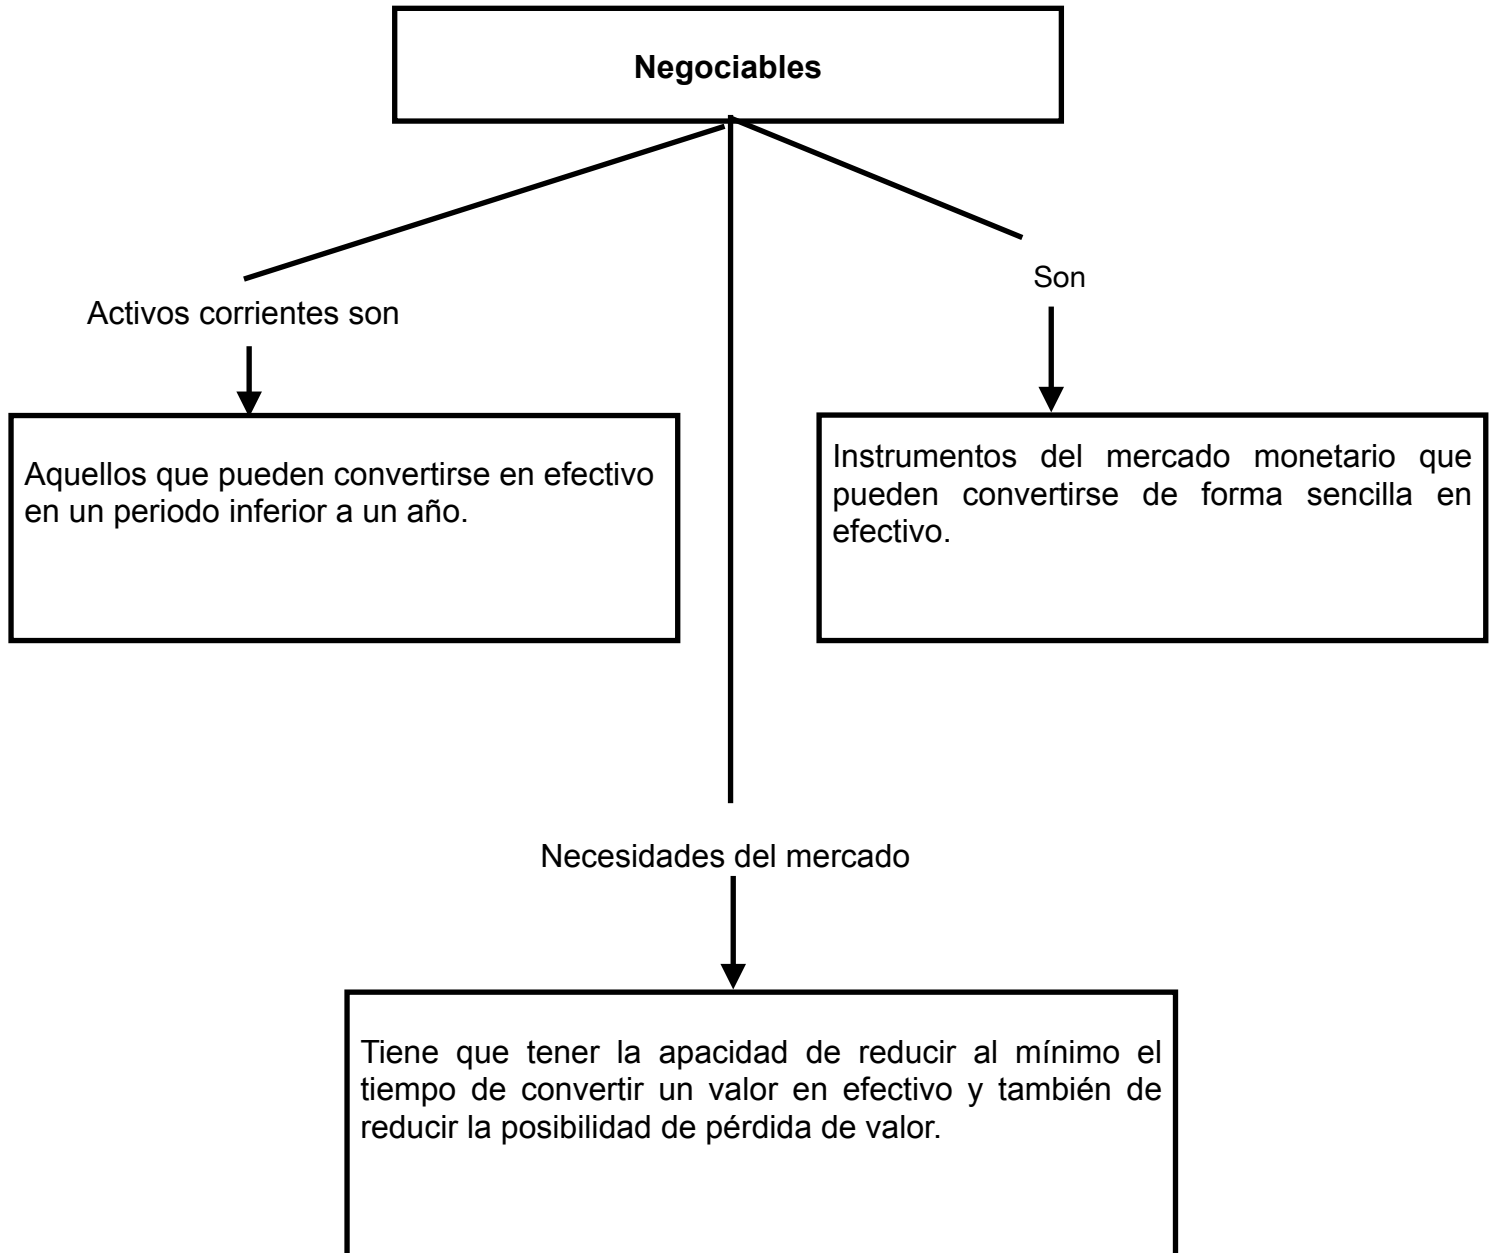 Negociables
Activos corrientes son
Son
Aquellos que pueden convertirse en efectivo
en un periodo inferior a un año.
Instrumentos del mercado monetario que
pueden convertirse de forma sencilla en
efectivo.
Necesidades del mercado
Tiene que tener la apacidad de reducir al mínimo el
tiempo de convertir un valor en efectivo y también de
reducir la posibilidad de pérdida de valor.